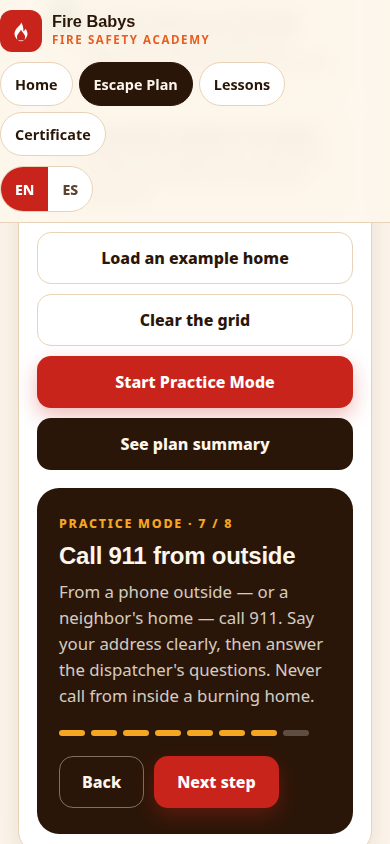 Fire Babys
FIRE SAFETY ACADEMY
Home
Escape Plan
Lessons
Certificate
EN
ES
Load an example home
Clear the grid
Start Practice Mode
See plan summary
PRACTICE MODE · 7 / 8
Call 911 from outside
From a phone outside — or a
neighbor's home — call 911. Say
your address clearly, then answer
the dispatcher's questions. Never
call from inside a burning home.
Back
Next step